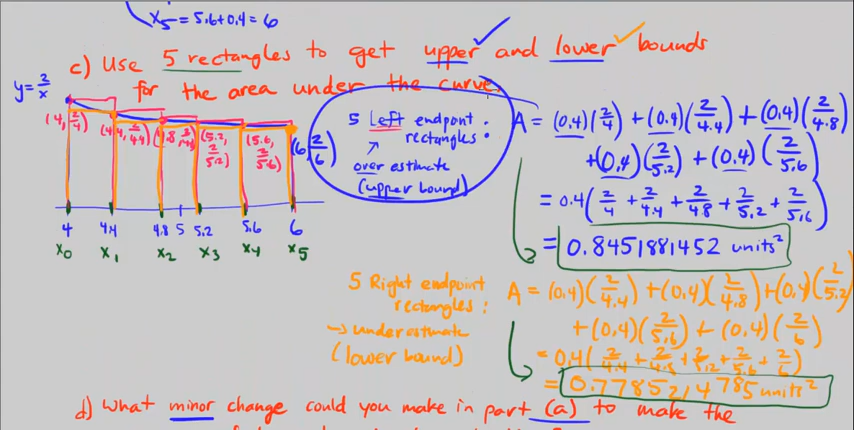 x₅ = 5.6+0.4 = 6
c) Use 5 rectangles to get upper and lower bounds
for the area under the curve.
y = 2/x
(4, 2/4)
(4.4, 2/4.4)
(5.2, 2/5.2)
(5.6, 2/5.6)
(6, 2/6)
4 4.4 4.8 5 5.2 5.6 6
x₀ x₁ x₂ x₃ x₄ x₅
5 Left endpoint
rectangles :
over estimate
(upper bound)
A = (0.4)(2/4) + (0.4)(2/4.4) + (0.4)(2/4.8)
+(0.4)(2/5.2) + (0.4)(2/5.6)
= 0.4(2/4 + 2/4.4 + 2/4.8 + 2/5.2 + 2/5.6)
= 0.8451881452 units²
5 Right endpoint
rectangles :
→ underestimate
(lower bound)
A = (0.4)(2/4.4) + (0.4)(2/4.8) + (0.4)(2/5.2)
+ (0.4)(2/5.6) + (0.4)(2/6)
= 0.4(2/4.4 + 2/4.8 + 2/5.2 + 2/5.6 + 2/6)
= 0.7785214785 units²
d) What minor change could you make in part (a) to make the